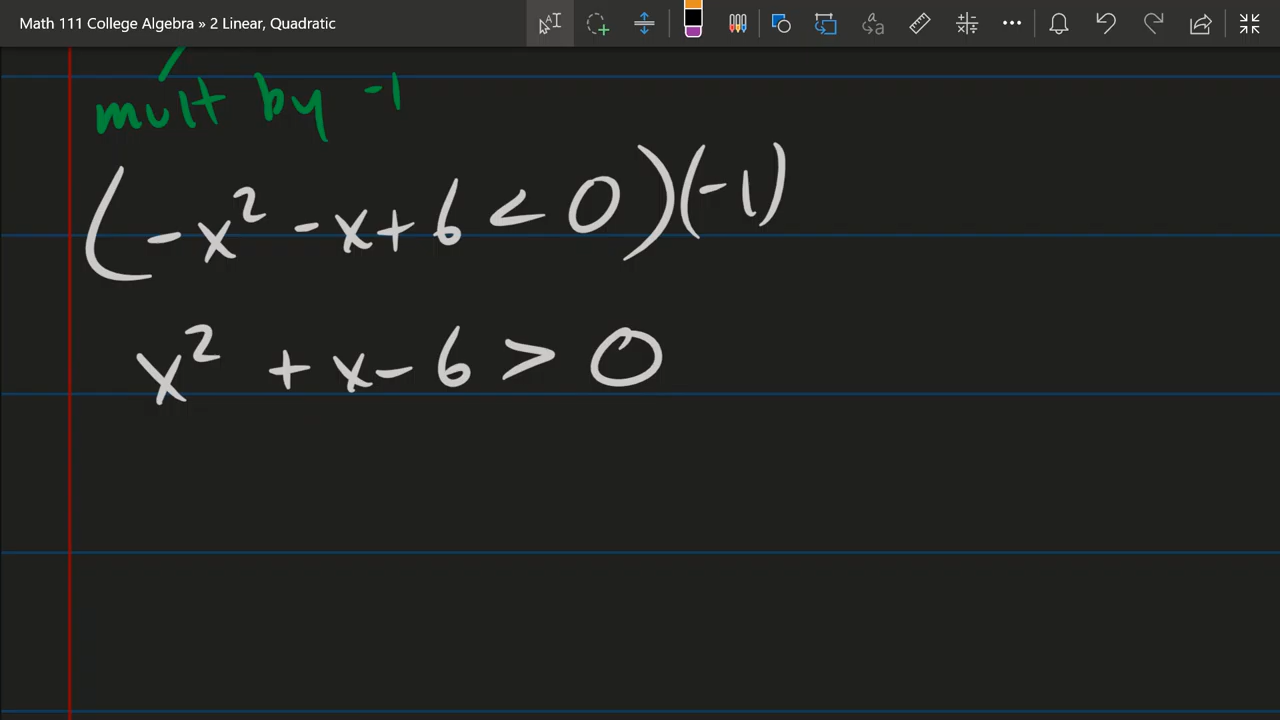 Math 111 College Algebra » 2 Linear, Quadratic
mult by -1
(-x² - x + 6 < 0)(-1)
x² + x - 6 > 0